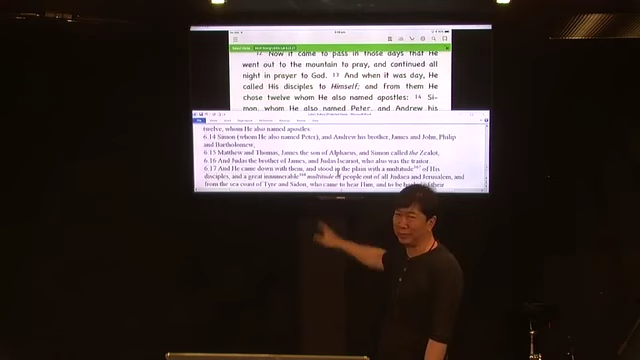 12 Now it came to pass in those days that He
went out to the mountain to pray, and continued all
night in prayer to God. 13 And when it was day, He
called His disciples to Himself; and from them He
chose twelve whom He also named apostles: 14 Si-
mon, whom He also named Peter, and Andrew his
twelve, whom He also named apostles:
6.14 Simon (whom He also named Peter), and Andrew his brother, James and John, Philip
and Bartholomew,
6.15 Matthew and Thomas, James the son of Alphaeus, and Simon called the Zealot,
6.16 And Judas the brother of James, and Judas Iscariot, who also was the traitor.
6.17 And He came down with them, and stood in the plain with a multitude of His
disciples, and a great innumerable multitude of people out of all Judaea and Jerusalem, and
from the sea coast of Tyre and Sidon, who came to hear Him, and to be healed of their